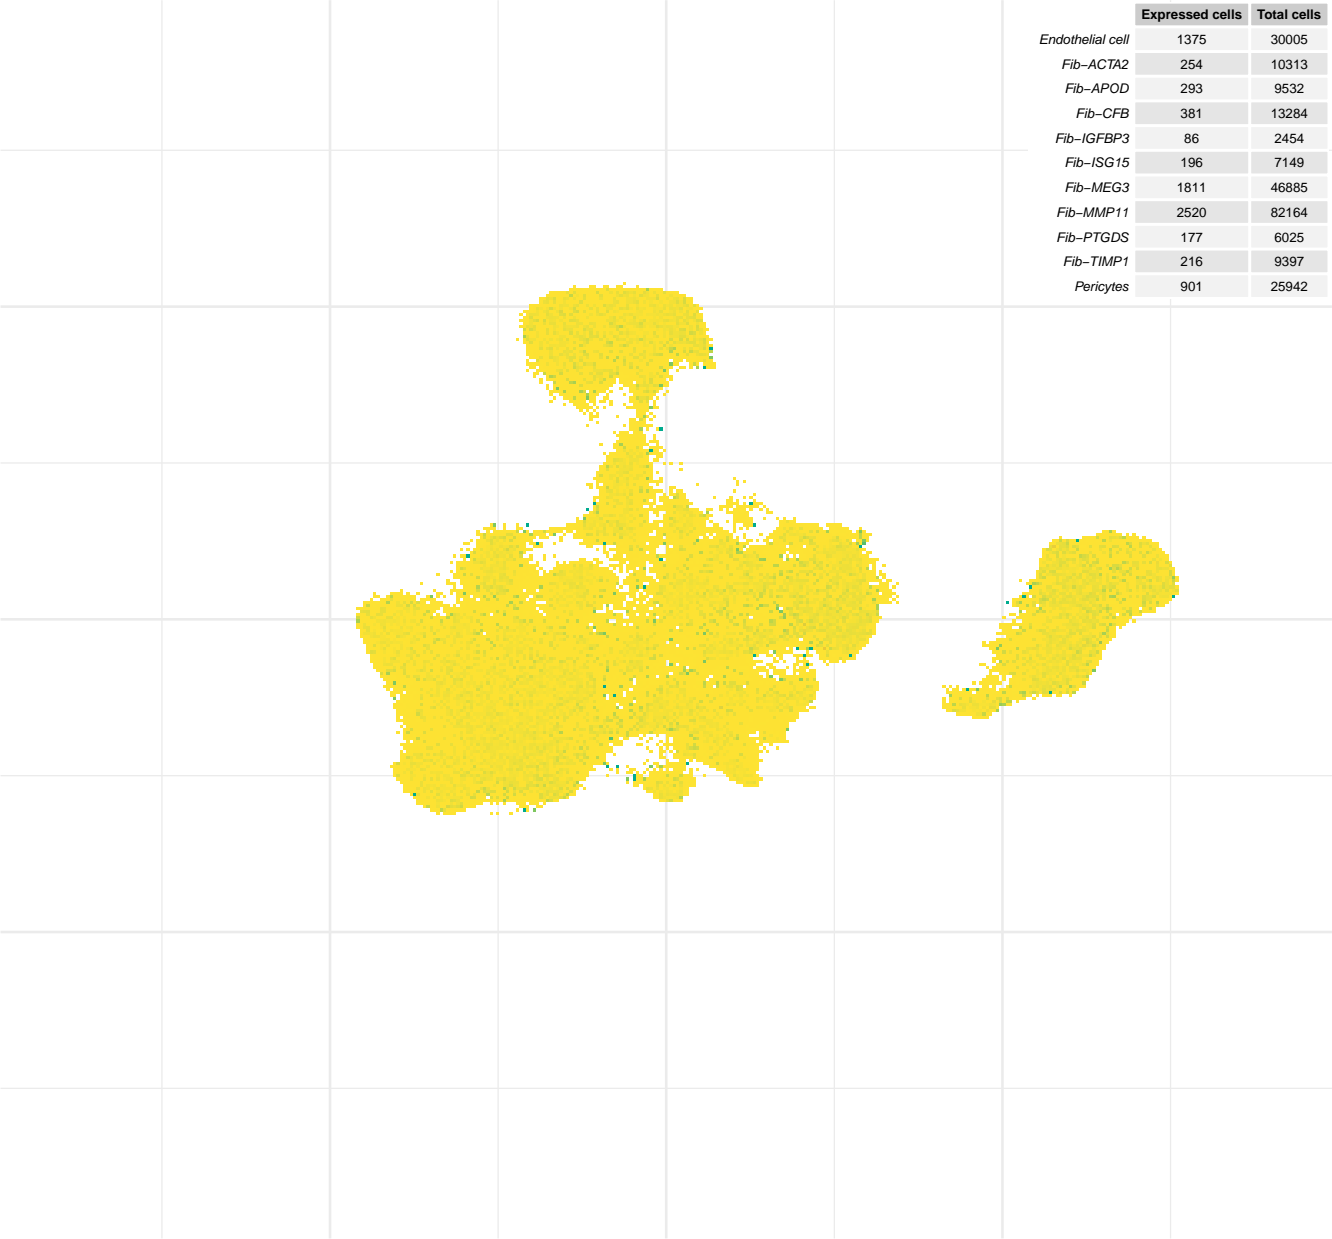 Expressed cells Total cells
Endothelial cell 1375 30005
Fib−ACTA2 254 10313
Fib−APOD 293 9532
Fib−CFB 381 13284
Fib−IGFBP3 86 2454
Fib−ISG15 196 7149
Fib−MEG3 1811 46885
Fib−MMP11 2520 82164
Fib−PTGDS 177 6025
Fib−TIMP1 216 9397
Pericytes 901 25942